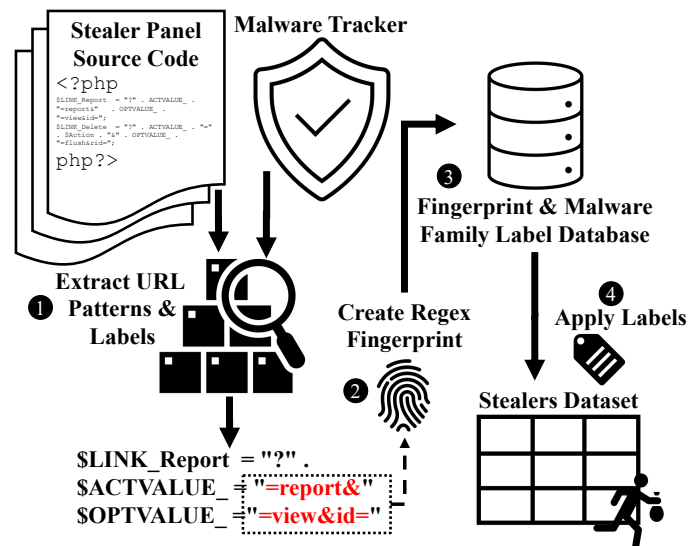 Stealer Panel
Source Code
<?php
$LINK_Report = "?" . ACTVALUE_ .
"=report&" . OPTVALUE_ .
"=view&id=";
$LINK_Delete = "?" . ACTVALUE_ . "="
. $Action . "&" . OPTVALUE_ .
"=flush&rid=";
php?>
Malware Tracker
1 Extract URL
Patterns &
Labels
$LINK_Report = "?" .
$ACTVALUE_ = "=report&"
$OPTVALUE_ ="=view&id="
Create Regex
Fingerprint
2
3
Fingerprint & Malware
Family Label Database
4
Apply Labels
Stealers Dataset